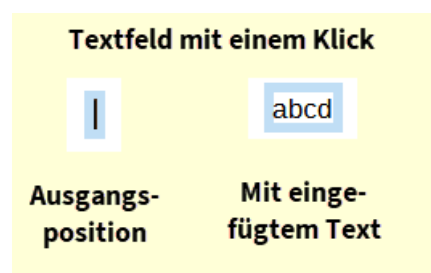 Textfeld mit einem Klick
abcd
Ausgangs-
position
Mit einge-
fügtem Text